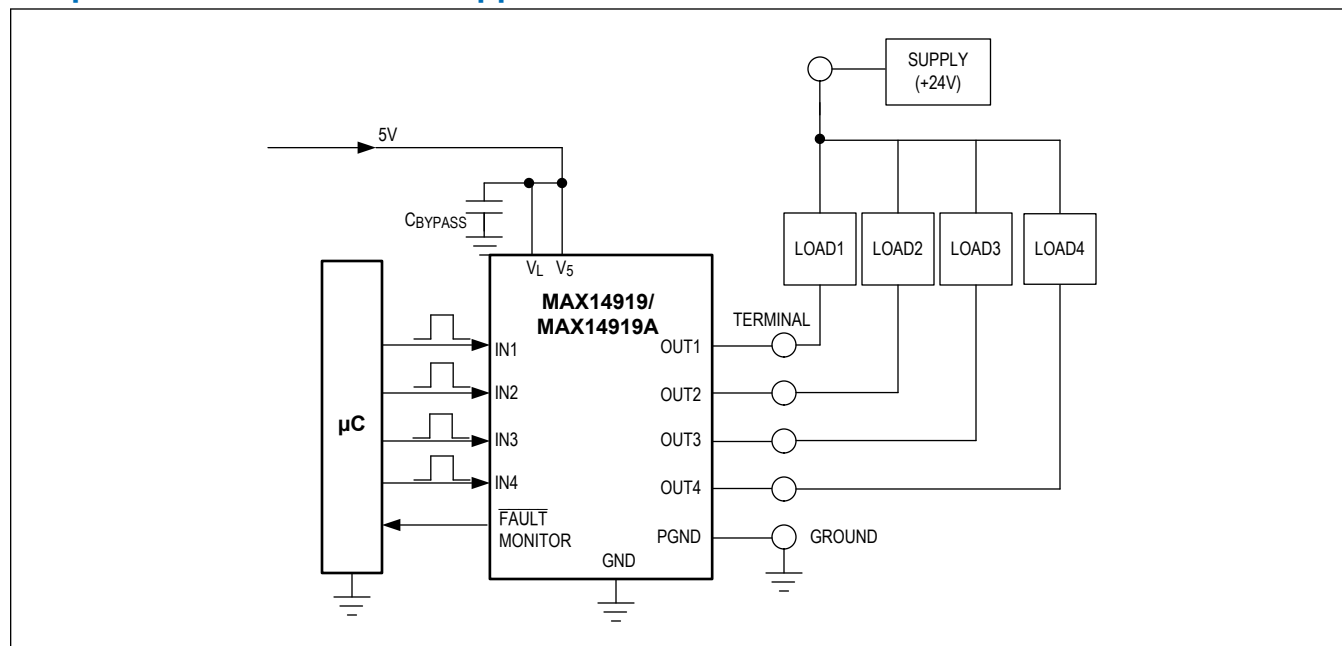 SUPPLY
(+24V)
5V
CBYPASS
VL V5
LOAD1 LOAD2 LOAD3 LOAD4
MAX14919/
MAX14919A
TERMINAL
µC
IN1
IN2
IN3
IN4
FAULT
MONITOR
OUT1
OUT2
OUT3
OUT4
PGND
GROUND
GND